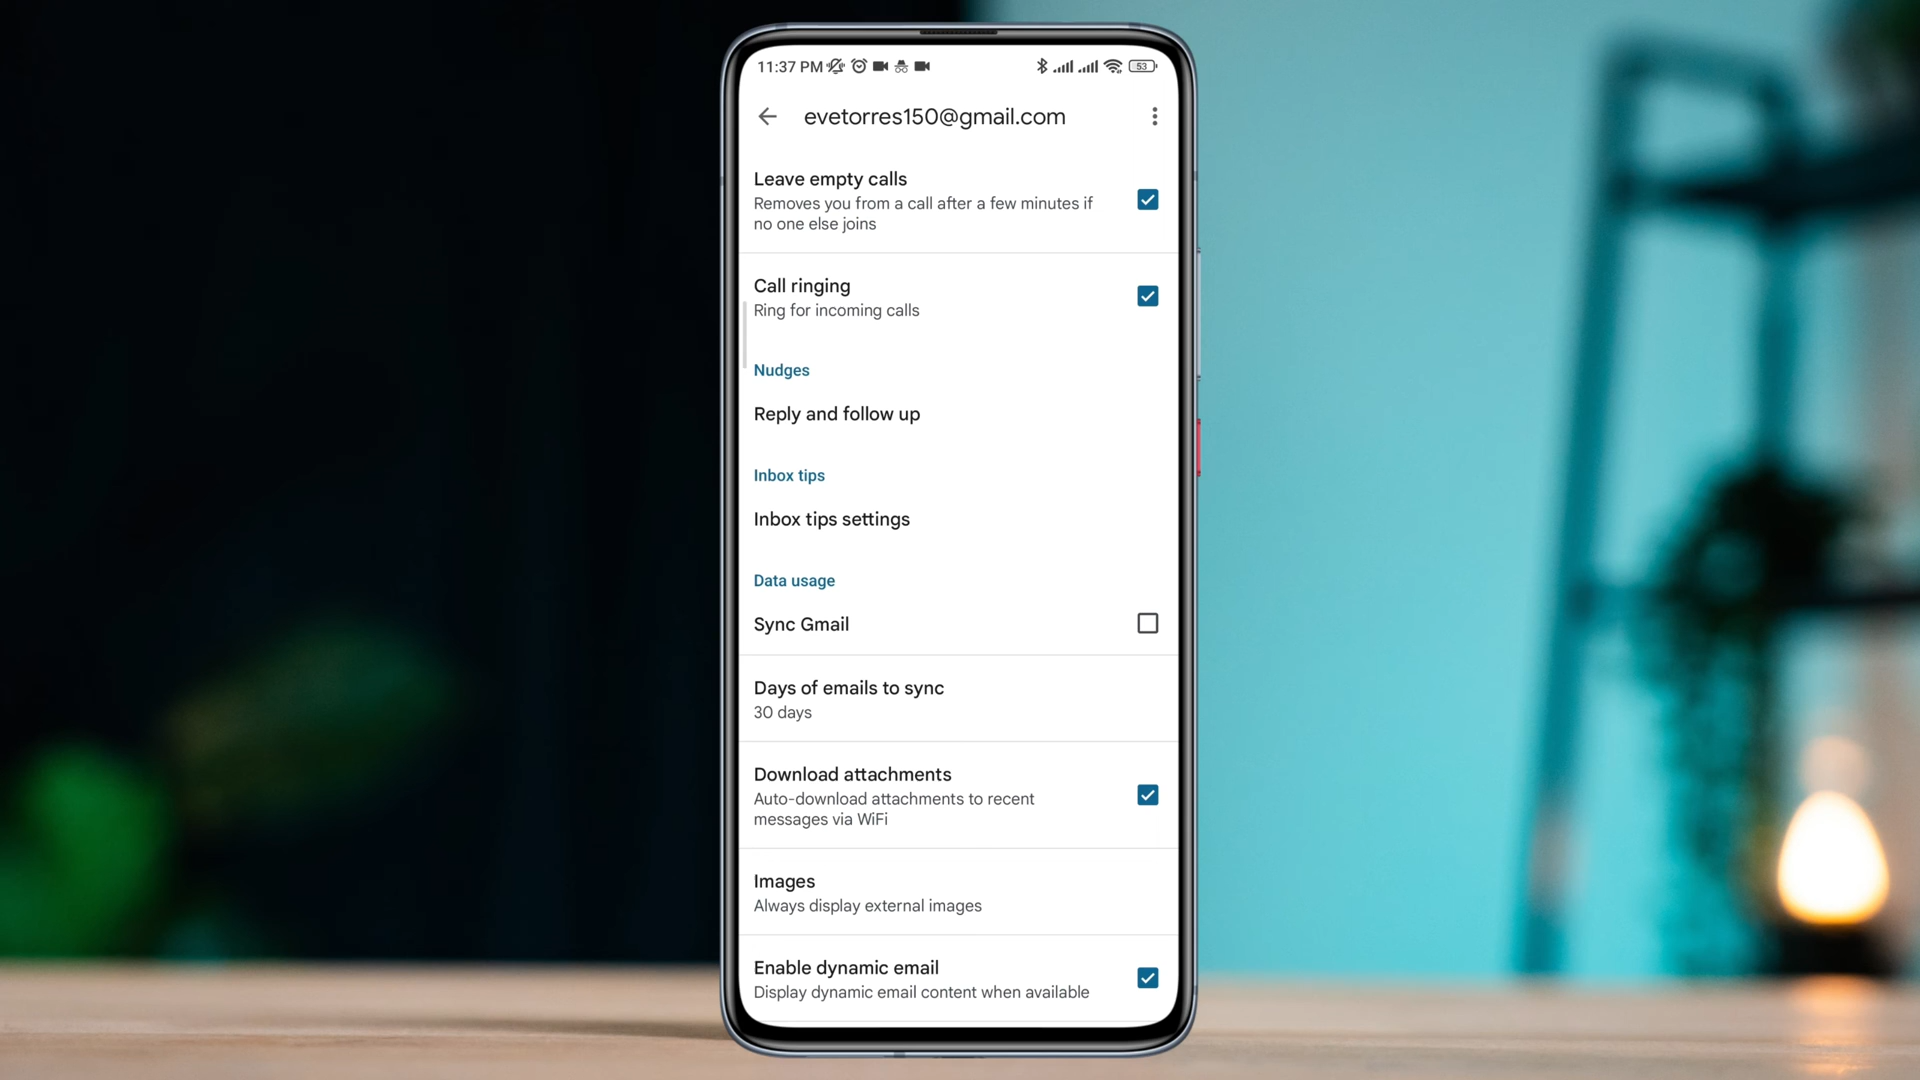 11:37 PM
53
evetorres150@gmail.com
Leave empty calls
Removes you from a call after a few minutes if
no one else joins
Call ringing
Ring for incoming calls
Nudges
Reply and follow up
Inbox tips
Inbox tips settings
Data usage
Sync Gmail
Days of emails to sync
30 days
Download attachments
Auto-download attachments to recent
messages via WiFi
Images
Always display external images
Enable dynamic email
Display dynamic email content when available